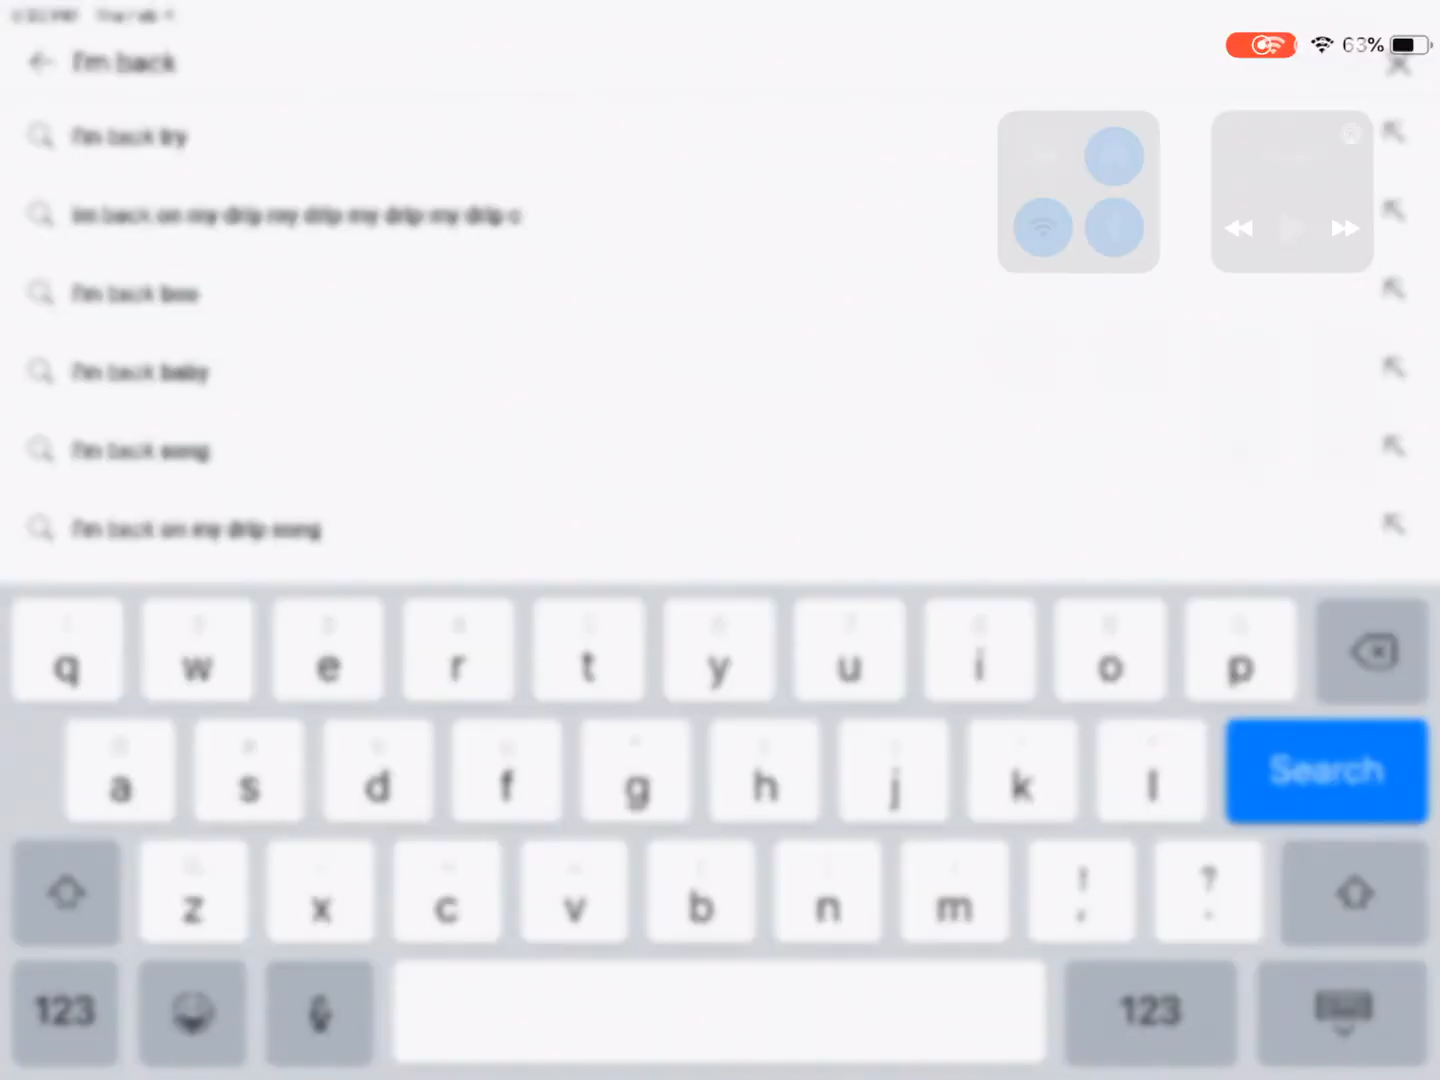 63%
I'm back
I'm back try
im back on my drip my drip my drip my drip c
I'm back boo
I'm back baby
I'm back song
I'm back on my drip song
q w e r t y u i o p
a s d f g h j k l Search
z x c v b n m ! , ? .
123 123